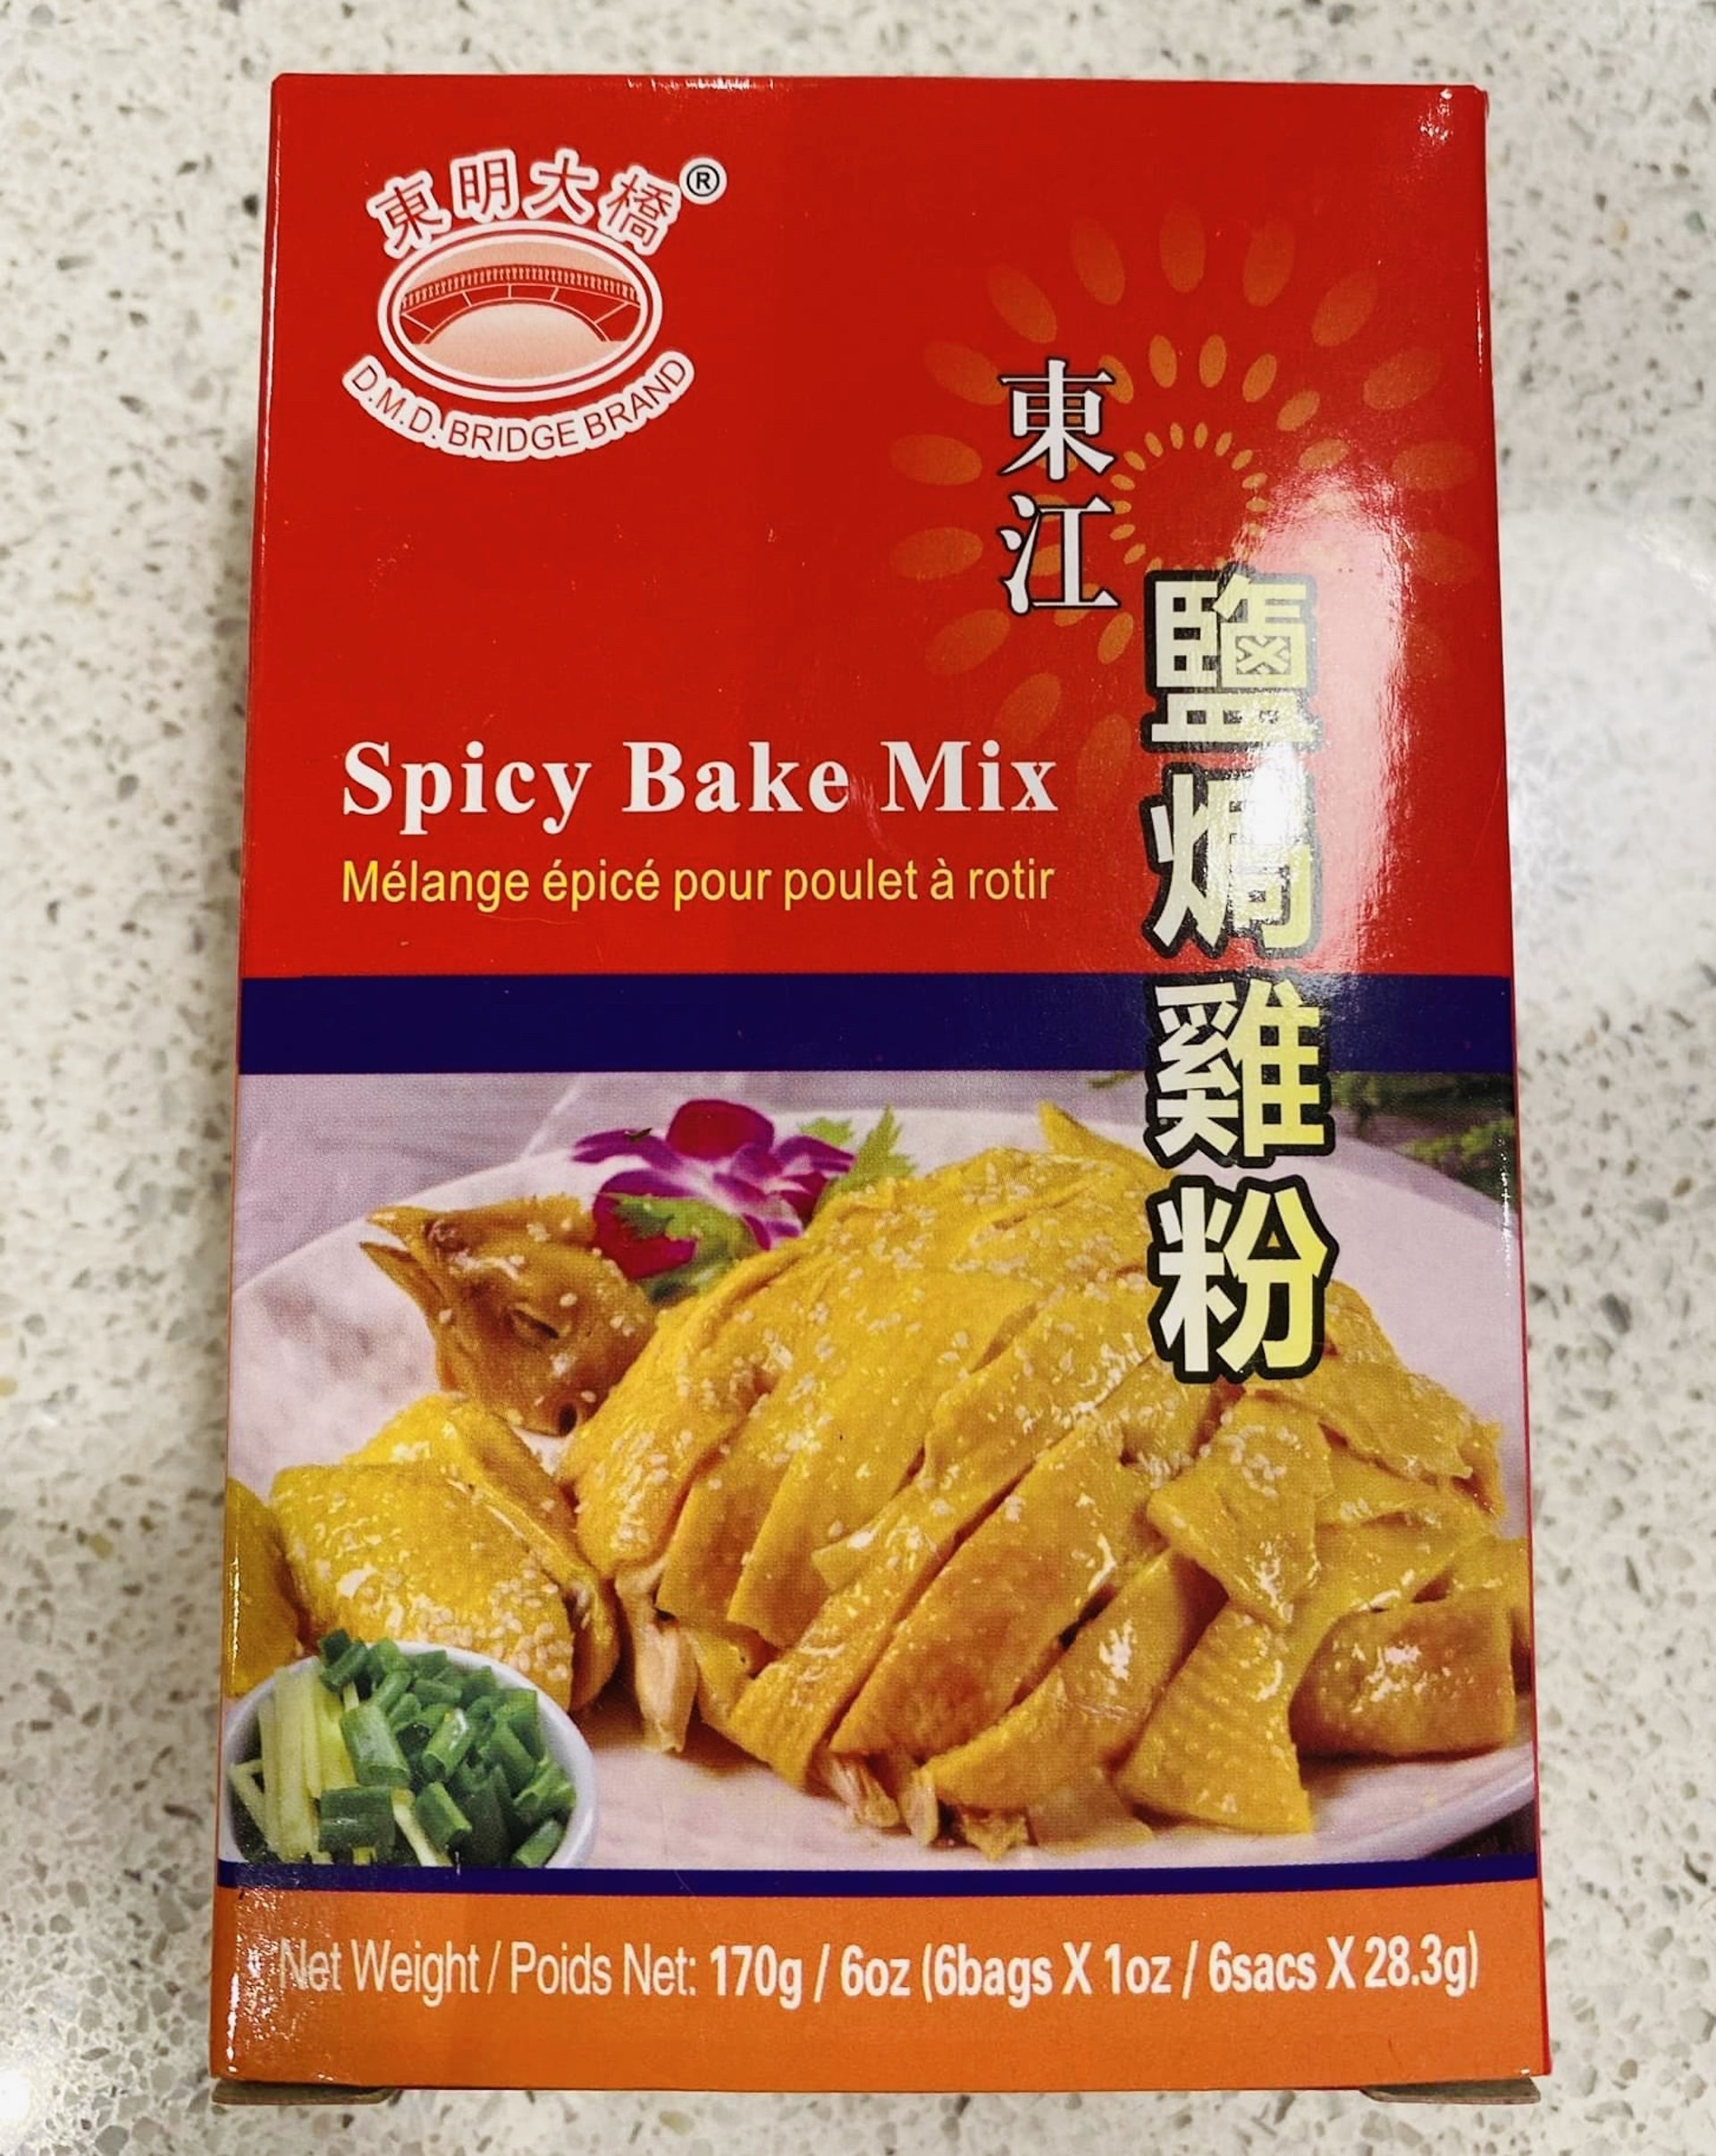 東明大橋®
D.M.D. BRIDGE BRAND
東江
鹽焗雞粉
Spicy Bake Mix
Mélange épicé pour poulet à rotir
Net Weight / Poids Net: 170g / 6oz (6bags X 1oz / 6sacs X 28.3g)